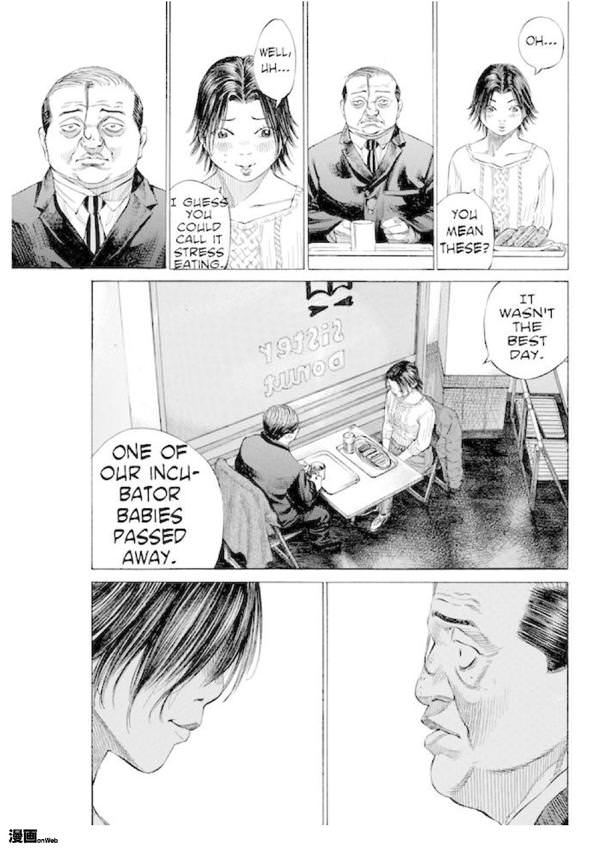 OH...
YOU
MEAN
THESE?
WELL,
UH...
I GUESS
YOU
COULD
CALL IT
STRESS
EATING.
IT
WASN'T
THE
BEST
DAY.
Sister
Donut
ONE OF
OUR INCU-
BATOR
BABIES
PASSED
AWAY.
漫画onWeb